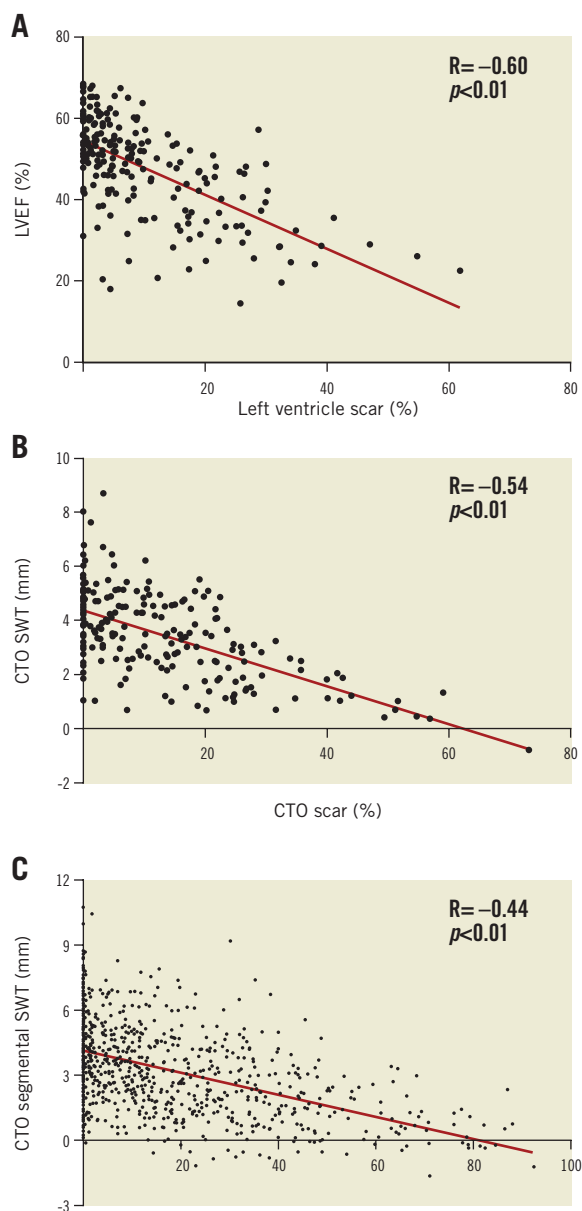 A
80
60
40
20
0
LVEF (%)
R= –0.60
p<0.01
20
40
60
80
Left ventricle scar (%)
B
10
8
6
4
2
0
-2
CTO SWT (mm)
R= –0.54
p<0.01
20
40
60
80
CTO scar (%)
C
12
9
6
3
0
-3
CTO segmental SWT (mm)
R= –0.44
p<0.01
20
40
60
80
100